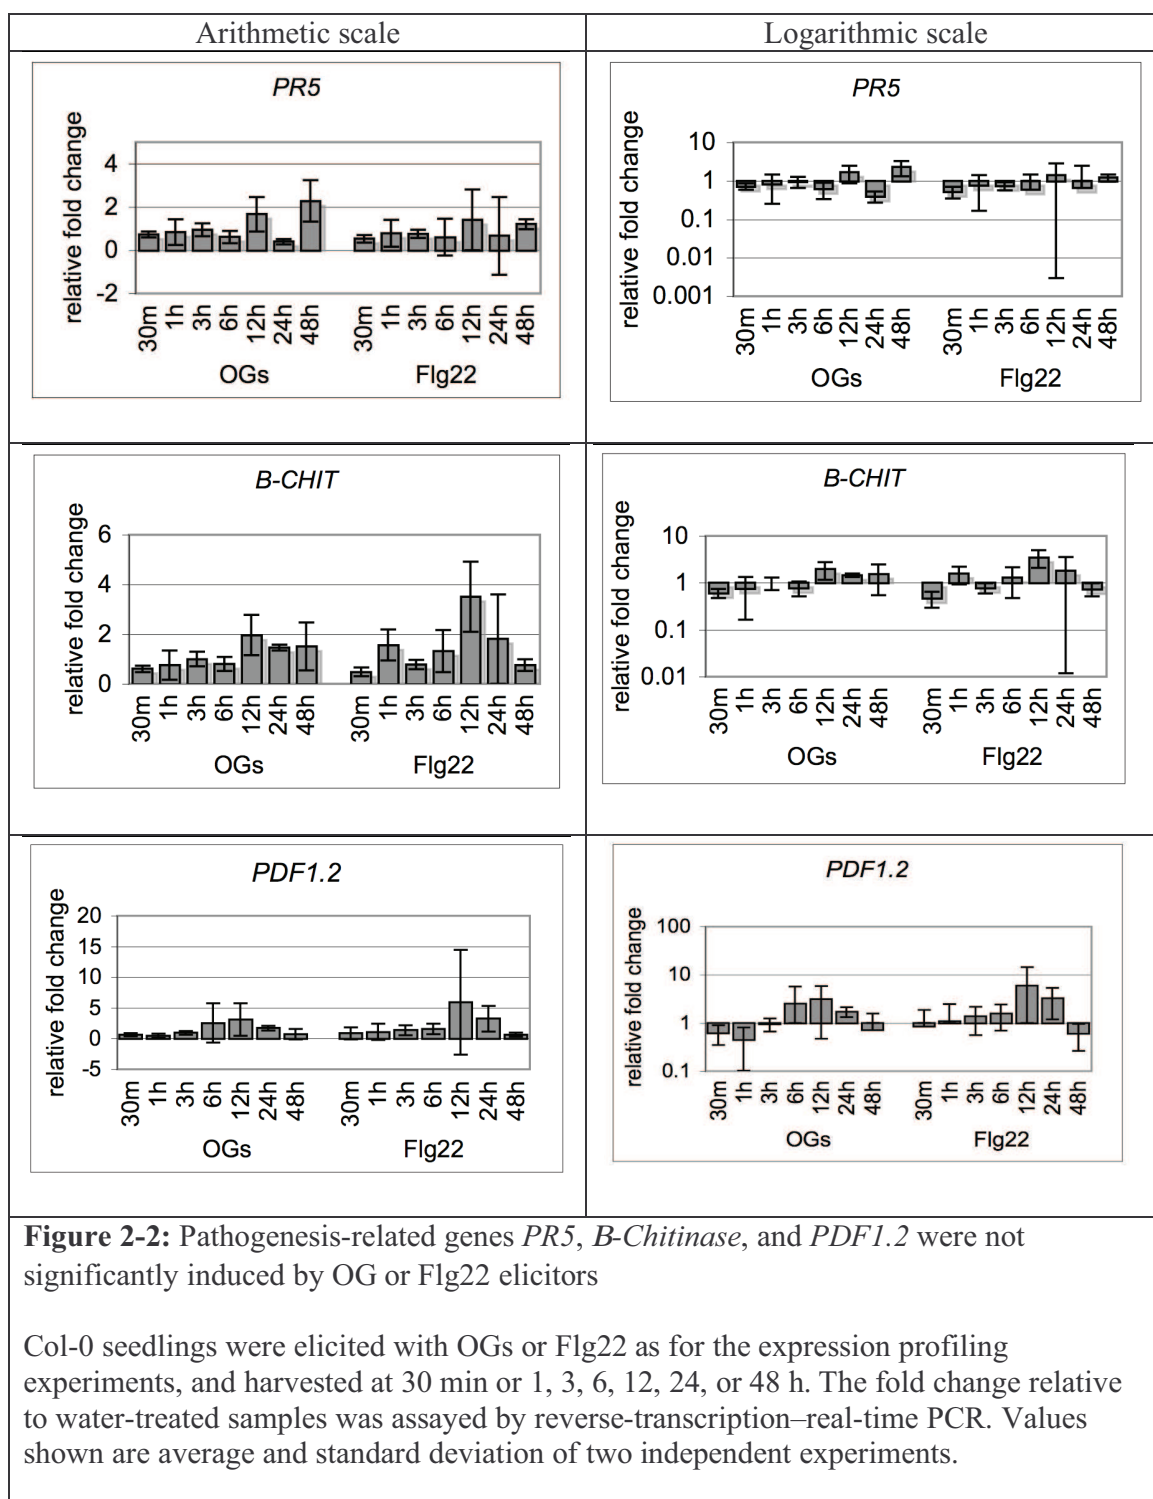 Arithmetic scale
Logarithmic scale
PR5
relative fold change
4
2
0
-2
30m 1h 3h 6h 12h 24h 48h 30m 1h 3h 6h 12h 24h 48h
OGs Flg22
PR5
relative fold change
10
1
0.1
0.01
0.001
30m 1h 3h 6h 12h 24h 48h 30m 1h 3h 6h 12h 24h 48h
OGs Flg22
B-CHIT
relative fold change
6
4
2
0
30m 1h 3h 6h 12h 24h 48h 30m 1h 3h 6h 12h 24h 48h
OGs Flg22
B-CHIT
relative fold change
10
1
0.1
0.01
30m 1h 3h 6h 12h 24h 48h 30m 1h 3h 6h 12h 24h 48h
OGs Flg22
PDF1.2
relative fold change
20
15
10
5
0
-5
30m 1h 3h 6h 12h 24h 48h 30m 1h 3h 6h 12h 24h 48h
OGs Flg22
PDF1.2
relative fold change
100
10
1
0.1
30m 1h 3h 6h 12h 24h 48h 30m 1h 3h 6h 12h 24h 48h
OGs Flg22
Figure 2-2: Pathogenesis-related genes PR5, B-Chitinase, and PDF1.2 were not
significantly induced by OG or Flg22 elicitors
Col-0 seedlings were elicited with OGs or Flg22 as for the expression profiling
experiments, and harvested at 30 min or 1, 3, 6, 12, 24, or 48 h. The fold change relative
to water-treated samples was assayed by reverse-transcription–real-time PCR. Values
shown are average and standard deviation of two independent experiments.